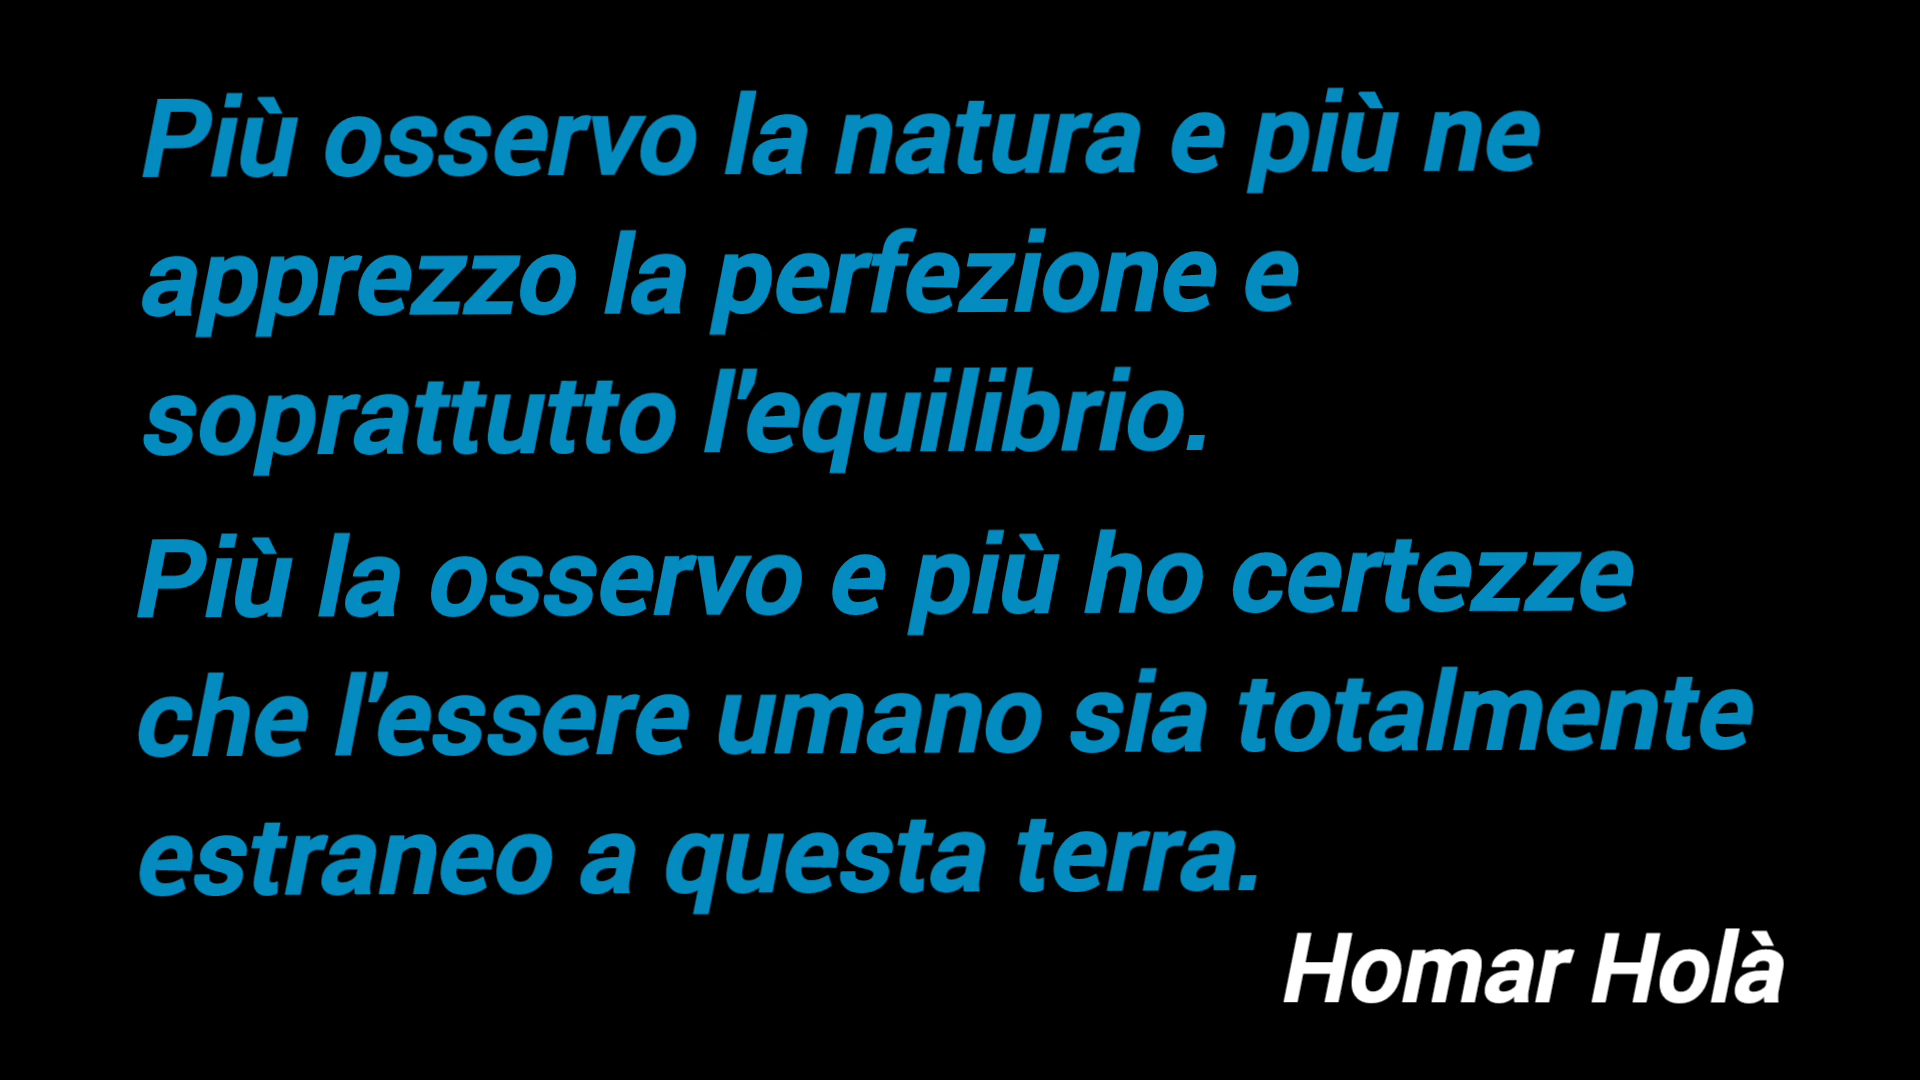 Più osservo la natura e più ne
apprezzo la perfezione e
soprattutto l'equilibrio.
Più la osservo e più ho certezze
che l'essere umano sia totalmente
estraneo a questa terra.
Homar Holà